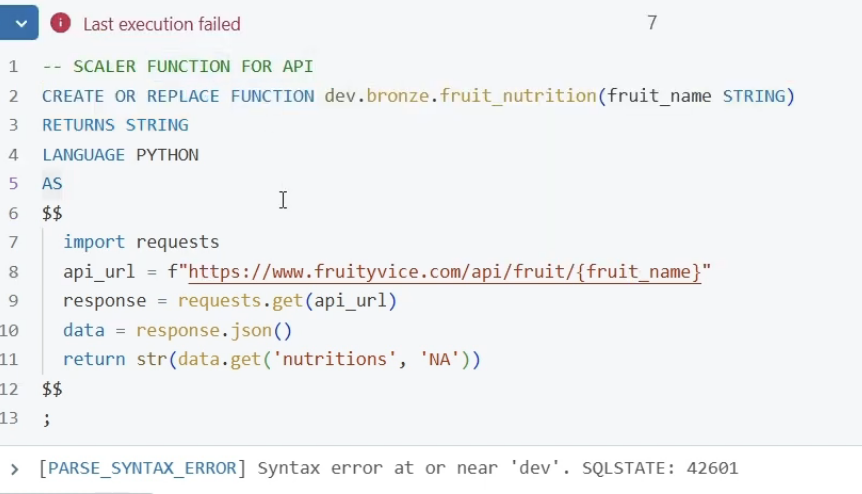 Last execution failed 7
1 -- SCALER FUNCTION FOR API
2 CREATE OR REPLACE FUNCTION dev.bronze.fruit_nutrition(fruit_name STRING)
3 RETURNS STRING
4 LANGUAGE PYTHON
5 AS
6 $$
7 import requests
8 api_url = f"https://www.fruityvice.com/api/fruit/{fruit_name}"
9 response = requests.get(api_url)
10 data = response.json()
11 return str(data.get('nutritions', 'NA'))
12 $$
13 ;
[PARSE_SYNTAX_ERROR] Syntax error at or near 'dev'. SQLSTATE: 42601